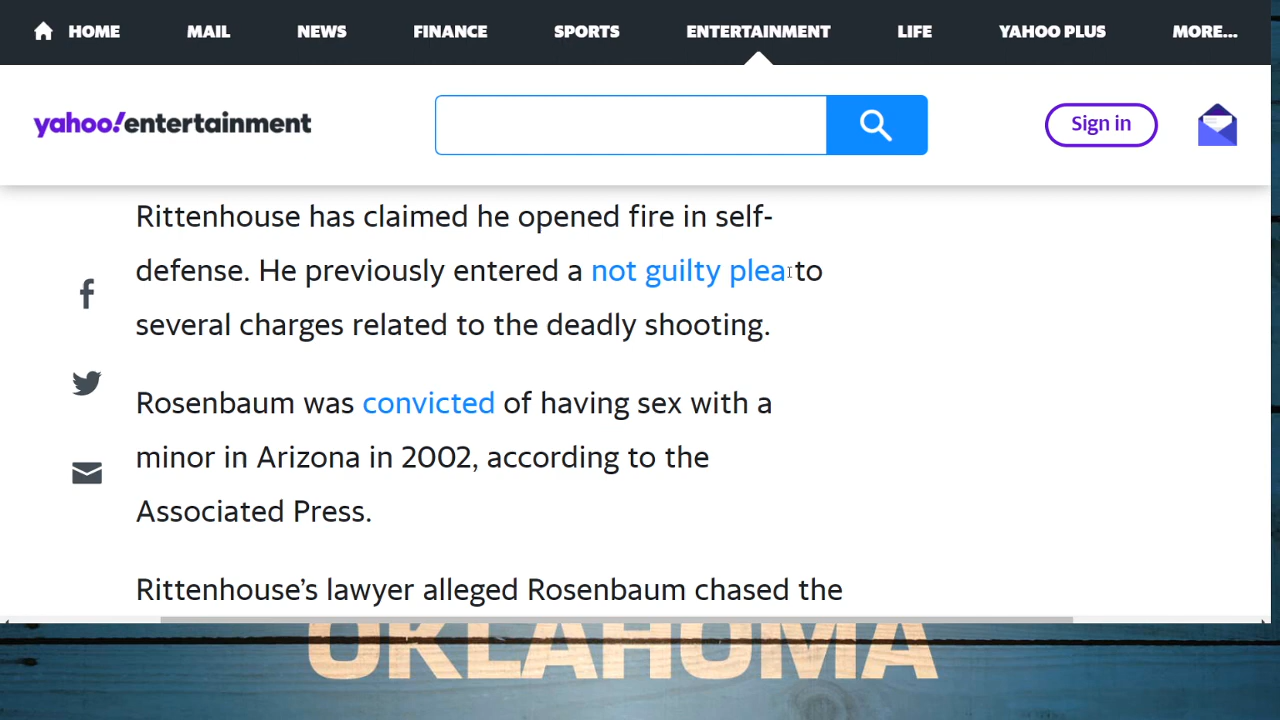 HOME MAIL NEWS FINANCE SPORTS ENTERTAINMENT LIFE YAHOO PLUS MORE...
yahoo!entertainment
Sign in
Rittenhouse has claimed he opened fire in self-
defense. He previously entered a not guilty plea to
several charges related to the deadly shooting.
Rosenbaum was convicted of having sex with a
minor in Arizona in 2002, according to the
Associated Press.
Rittenhouse’s lawyer alleged Rosenbaum chased the
OKLAHOMA